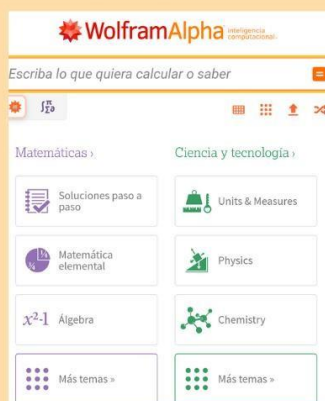 WolframAlpha inteligencia computacional.
Escriba lo que quiera calcular o saber
Matemáticas ›
Soluciones paso a
paso
Matemática
elemental
x²-1 Álgebra
Más temas »
Ciencia y tecnología ›
Units & Measures
Physics
Chemistry
Más temas »